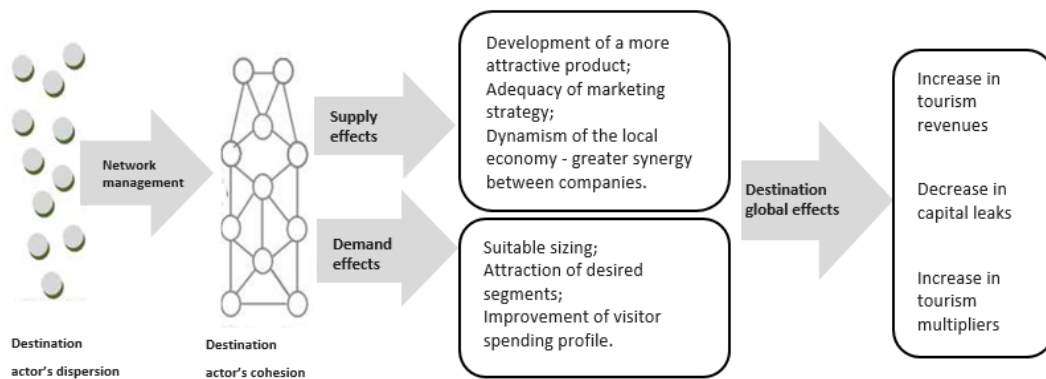 Network
management
Destination
actor's dispersion
Destination
actor's cohesion
Supply
effects
Demand
effects
Development of a more
attractive product;
Adequacy of marketing
strategy;
Dynamism of the local
economy - greater synergy
between companies.
Suitable sizing;
Attraction of desired
segments;
Improvement of visitor
spending profile.
Destination
global effects
Increase in
tourism
revenues
Decrease in
capital leaks
Increase in
tourism
multipliers